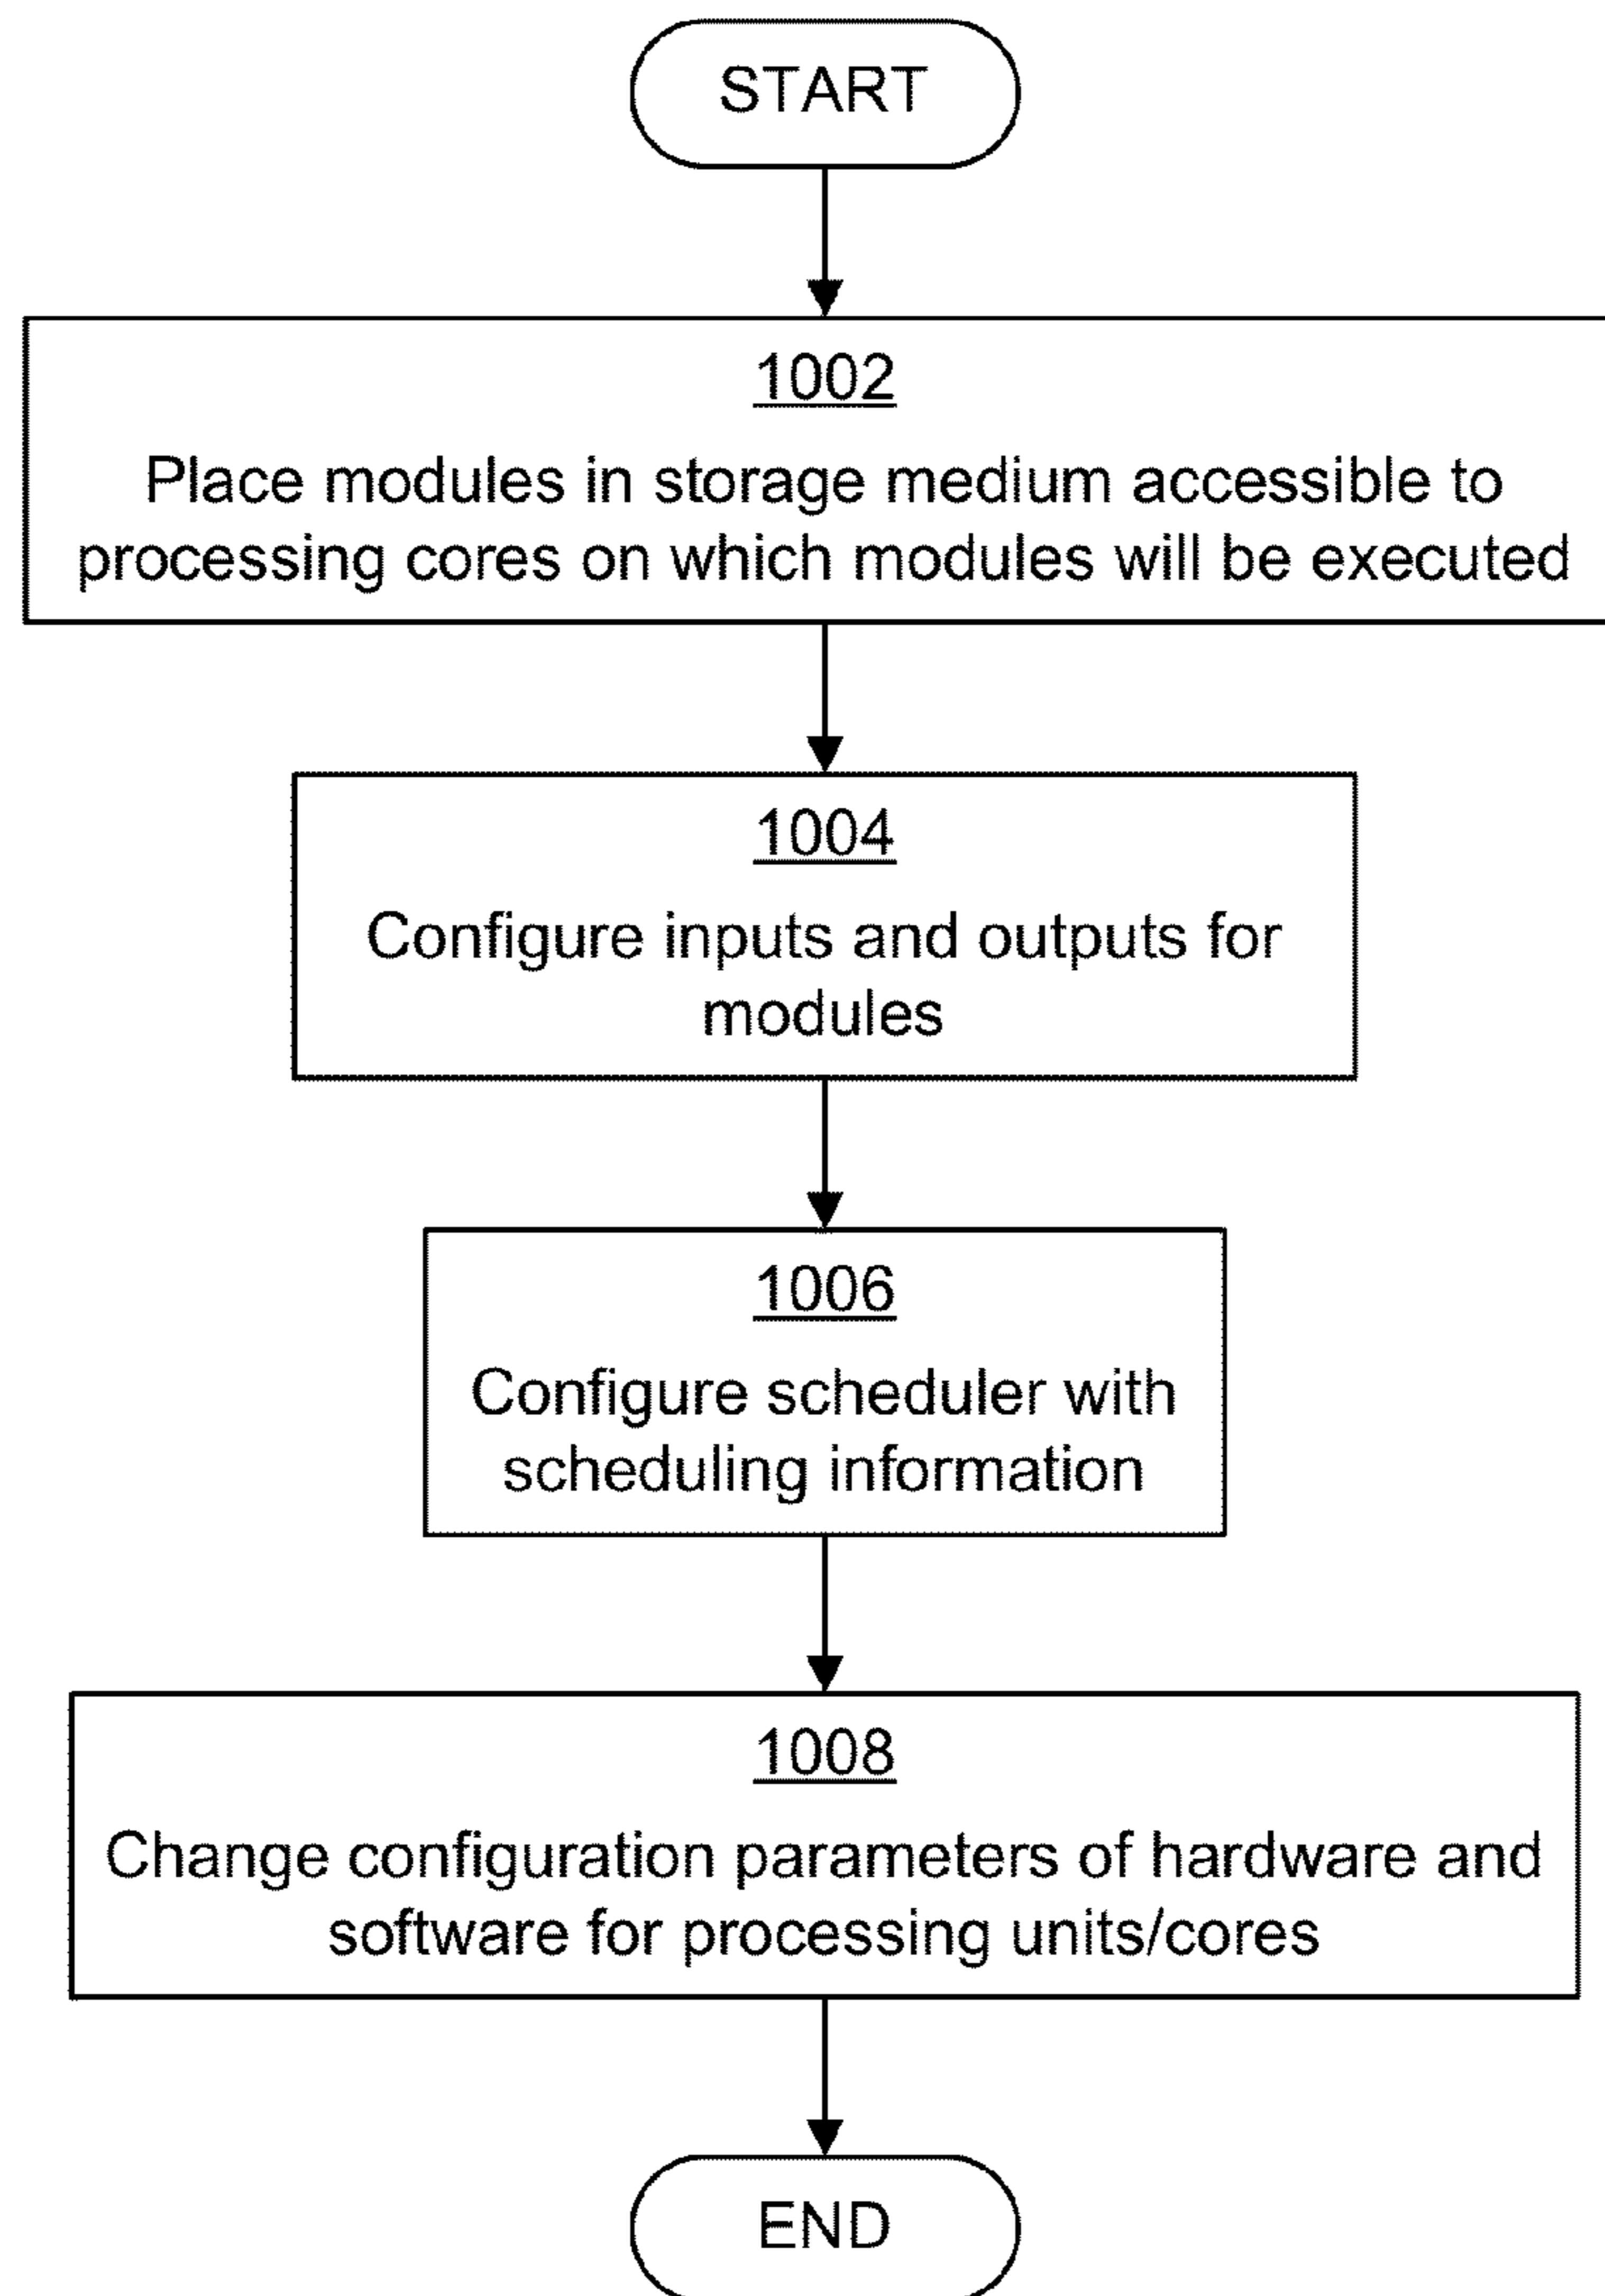 START
1002
Place modules in storage medium accessible to
processing cores on which modules will be executed
1004
Configure inputs and outputs for
modules
1006
Configure scheduler with
scheduling information
1008
Change configuration parameters of hardware and
software for processing units/cores
END